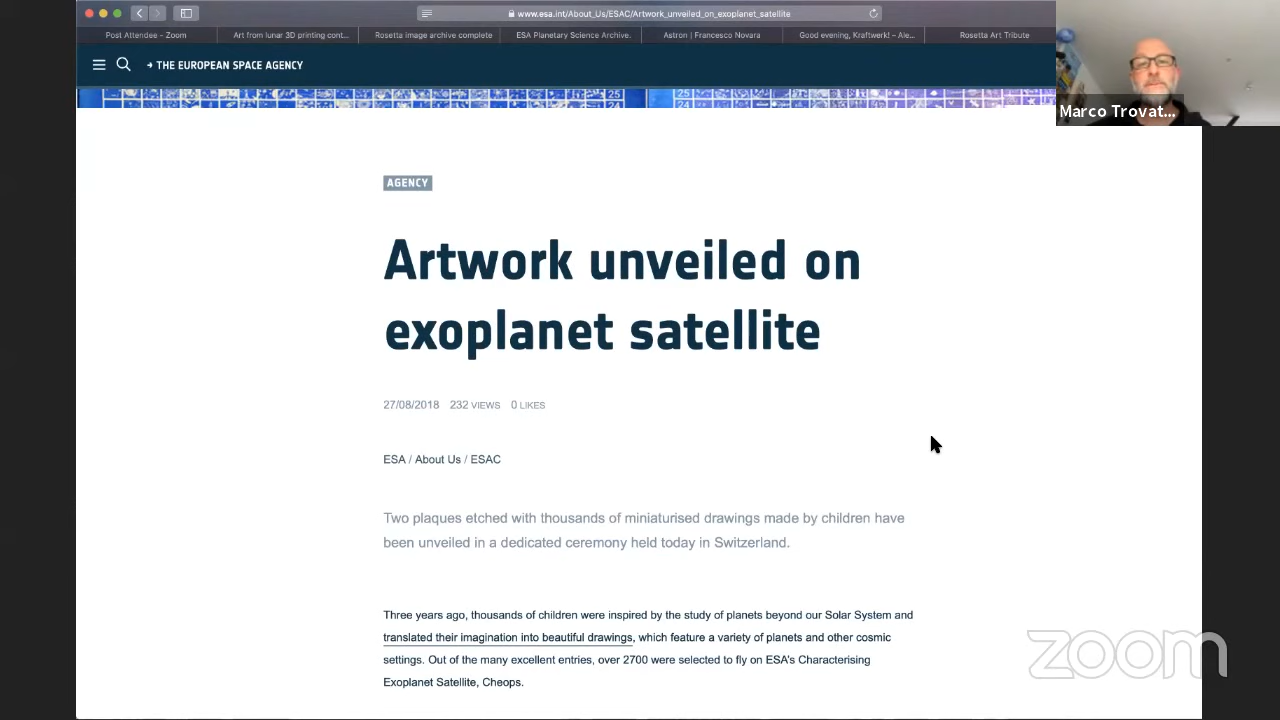 www.esa.int/About_Us/ESAC/Artwork_unveiled_on_exoplanet_satellite
Post Attendee - Zoom
Art from lunar 3D printing cont...
Rosetta image archive complete
ESA Planetary Science Archive.
Astron | Francesco Novara
Good evening, Kraftwerk! – Ale...
Rosetta Art Tribute
→ THE EUROPEAN SPACE AGENCY
Marco Trovat...
25
25
24
24
AGENCY
Artwork unveiled on
exoplanet satellite
27/08/2018 232 VIEWS 0 LIKES
ESA / About Us / ESAC
Two plaques etched with thousands of miniaturised drawings made by children have
been unveiled in a dedicated ceremony held today in Switzerland.
Three years ago, thousands of children were inspired by the study of planets beyond our Solar System and
translated their imagination into beautiful drawings, which feature a variety of planets and other cosmic
settings. Out of the many excellent entries, over 2700 were selected to fly on ESA's Characterising
Exoplanet Satellite, Cheops.
zoom